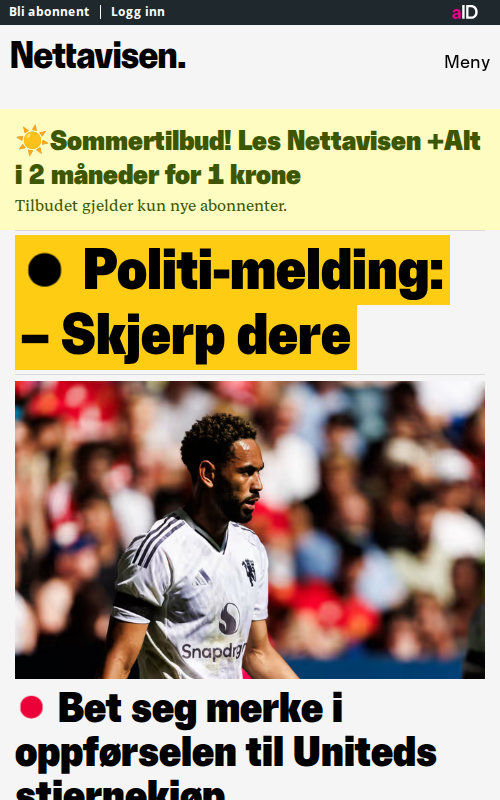 Bli abonnent | Logg inn
aID
Nettavisen.
Meny
☀️Sommertilbud! Les Nettavisen +Alt
i 2 måneder for 1 krone
Tilbudet gjelder kun nye abonnenter.
● Politi-melding:
– Skjerp dere
Snapdrag
● Bet seg merke i
oppførselen til Uniteds
stjernekjøp